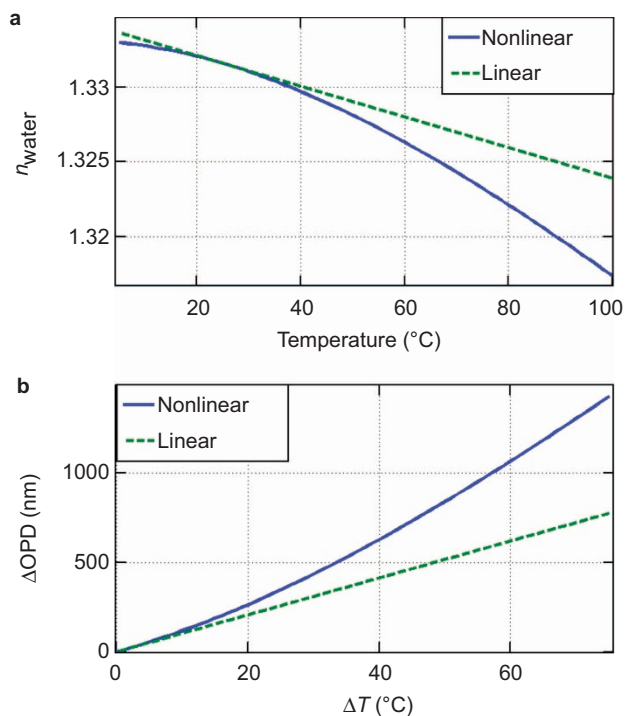 a
Nonlinear
Linear
1.33
1.325
1.32
n water
20 40 60 80 100
Temperature (°C)
b
Nonlinear
Linear
1000
500
0
ΔOPD (nm)
0 20 40 60
ΔT (°C)